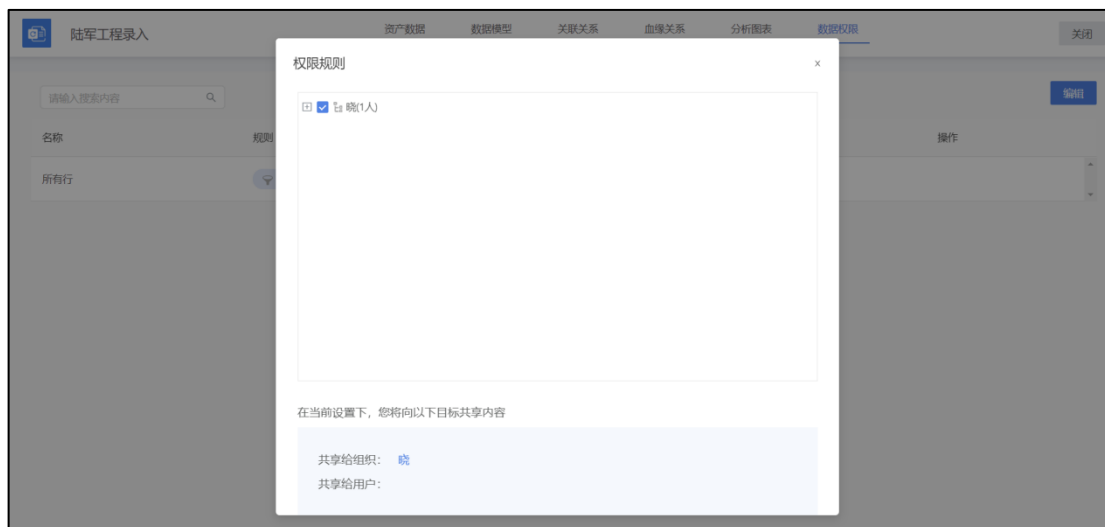 陆军工程录入
资产数据 数据模型 关联关系 血缘关系 分析图表 数据权限
关闭
权限规则
x
请输入搜索内容
编辑
晓(1人)
名称 规则 操作
所有行
在当前设置下，您将向以下目标共享内容
共享给组织： 晓
共享给用户：